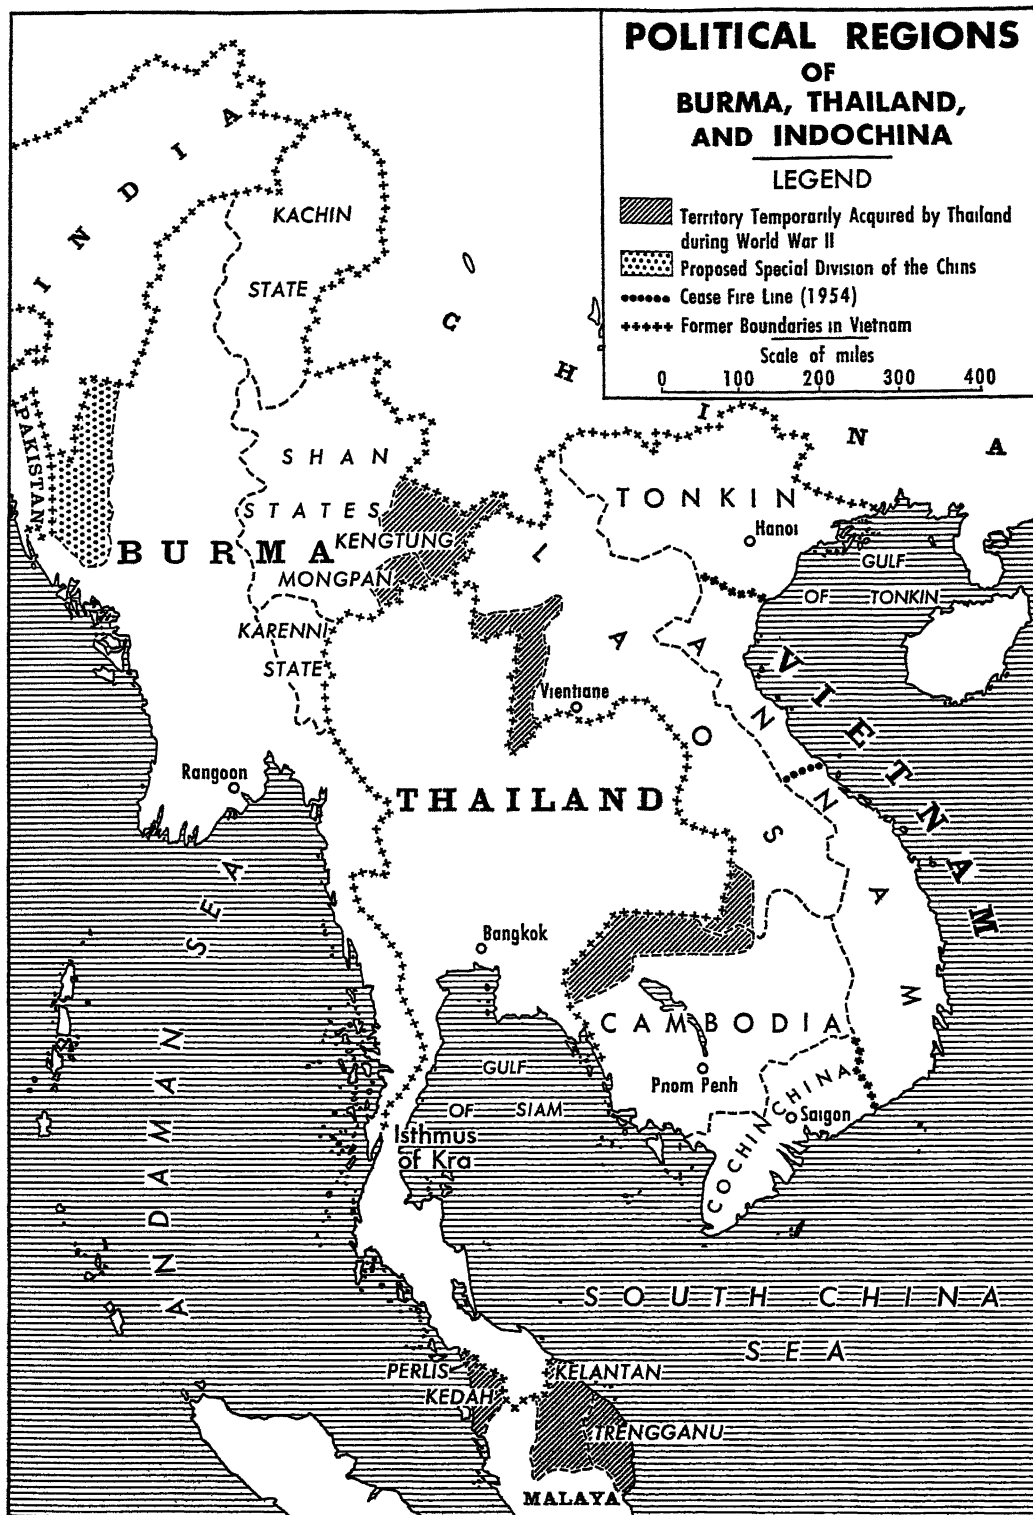 POLITICAL REGIONS
OF
BURMA, THAILAND,
AND INDOCHINA
LEGEND
Territory Temporarily Acquired by Thailand
during World War II
Proposed Special Division of the Chins
Cease Fire Line (1954)
Former Boundaries in Vietnam
Scale of miles
0 100 200 300 400
INDIA
KACHIN
STATE
CHINA
PAKISTAN
SHAN
STATES
BURMA
KENGTUNG
MONGPAN
KARENNI
STATE
TONKIN
Hanoi
GULF
OF TONKIN
LAOS
VIETNAM
ANNAM
Vientiane
Rangoon
THAILAND
Bangkok
CAMBODIA
Pnom Penh
COCHIN CHINA
Saigon
GULF
OF SIAM
Isthmus
of Kra
ANDAMAN SEA
SOUTH CHINA
SEA
PERLIS
KEDAH
KELANTAN
TRENGGANU
MALAYA